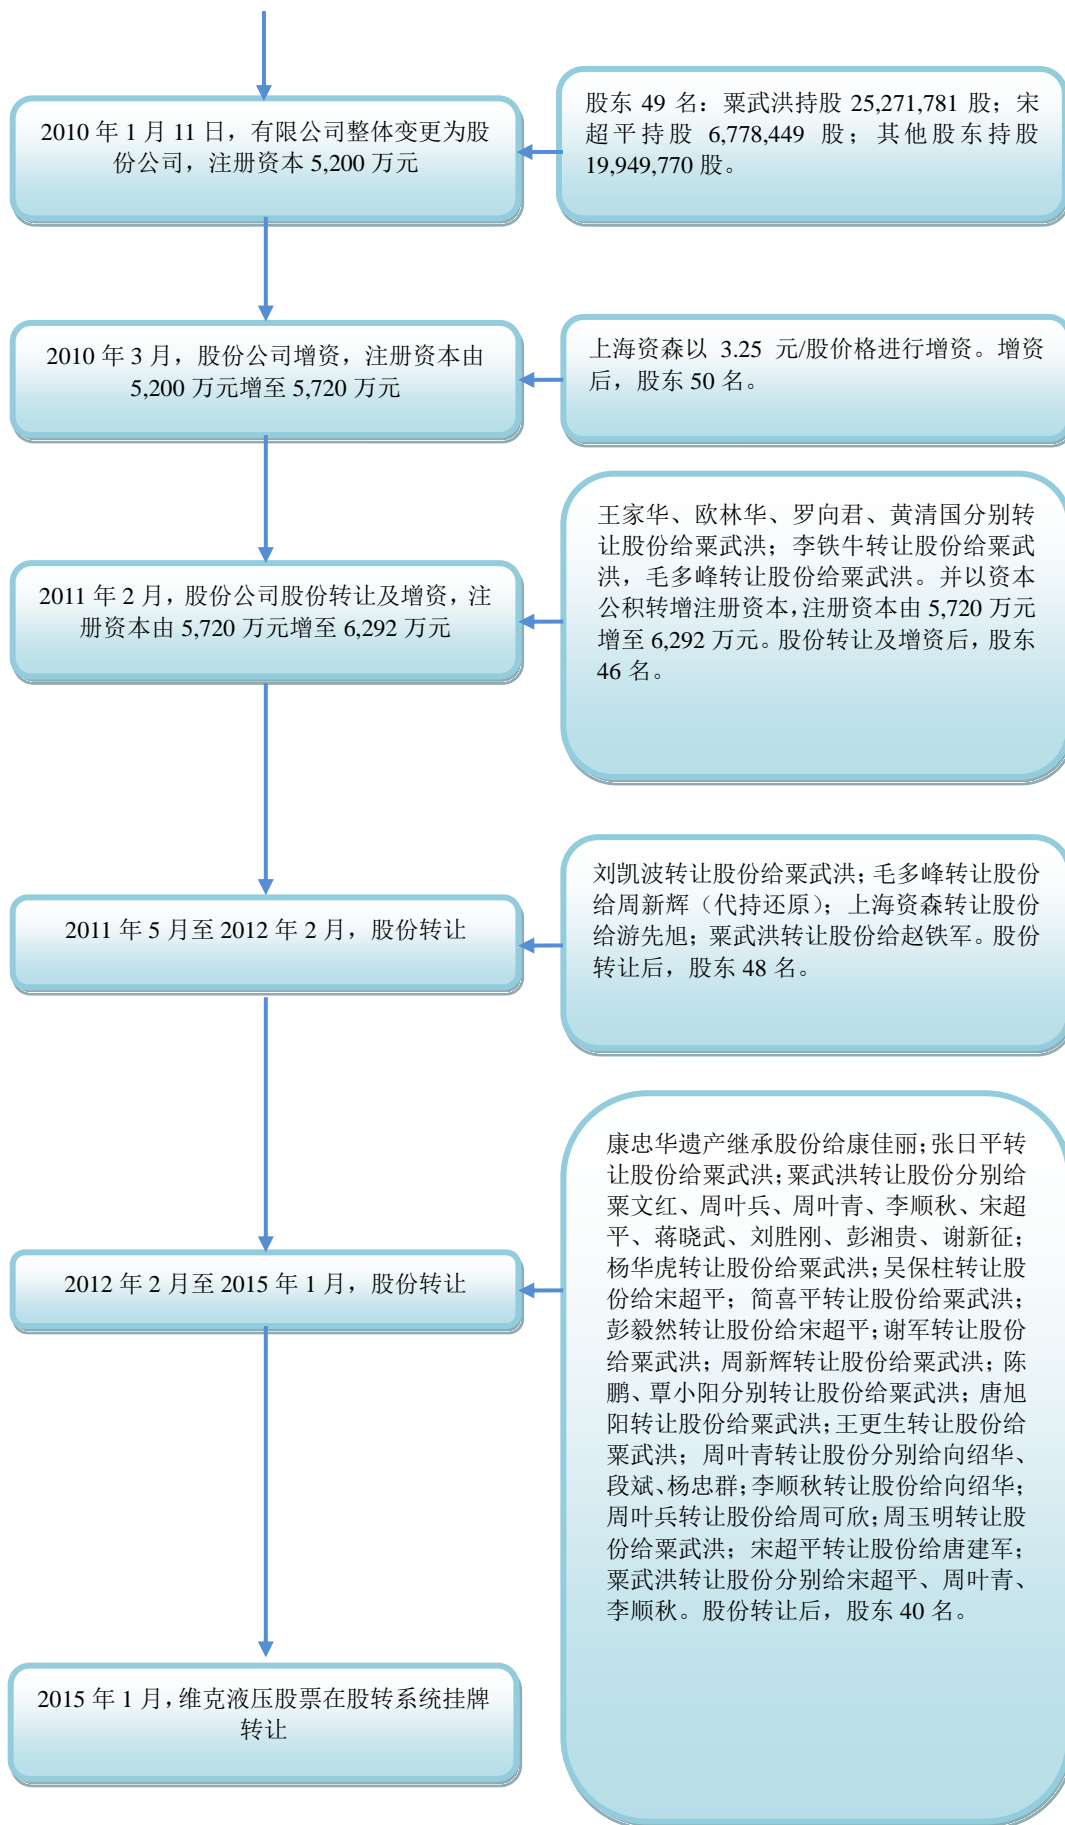 2010 年 1 月 11 日，有限公司整体变更为股
份公司，注册资本 5,200 万元
股东 49 名：粟武洪持股 25,271,781 股；宋
超平持股 6,778,449 股；其他股东持股
19,949,770 股。
2010 年 3 月，股份公司增资，注册资本由
5,200 万元增至 5,720 万元
上海资森以 3.25 元/股价格进行增资。增资
后，股东 50 名。
2011 年 2 月，股份公司股份转让及增资，注
册资本由 5,720 万元增至 6,292 万元
王家华、欧林华、罗向君、黄清国分别转
让股份给粟武洪；李铁牛转让股份给粟武
洪，毛多峰转让股份给粟武洪。并以资本
公积转增注册资本，注册资本由 5,720 万元
增至 6,292 万元。股份转让及增资后，股东
46 名。
2011 年 5 月至 2012 年 2 月，股份转让
刘凯波转让股份给粟武洪；毛多峰转让股份
给周新辉（代持还原）；上海资森转让股份
给游先旭；粟武洪转让股份给赵铁军。股份
转让后，股东 48 名。
2012 年 2 月至 2015 年 1 月，股份转让
康忠华遗产继承股份给康佳丽；张日平转
让股份给粟武洪；粟武洪转让股份分别给
粟文红、周叶兵、周叶青、李顺秋、宋超
平、蒋晓武、刘胜刚、彭湘贵、谢新征；
杨华虎转让股份给粟武洪；吴保柱转让股
份给宋超平；简喜平转让股份给粟武洪；
彭毅然转让股份给宋超平；谢军转让股份
给粟武洪；周新辉转让股份给粟武洪；陈
鹏、覃小阳分别转让股份给粟武洪；唐旭
阳转让股份给粟武洪；王更生转让股份给
粟武洪；周叶青转让股份分别给向绍华、
段斌、杨忠群；李顺秋转让股份给向绍华；
周叶兵转让股份给周可欣；周玉明转让股
份给粟武洪；宋超平转让股份给唐建军；
粟武洪转让股份分别给宋超平、周叶青、
李顺秋。股份转让后，股东 40 名。
2015 年 1 月，维克液压股票在股转系统挂牌
转让